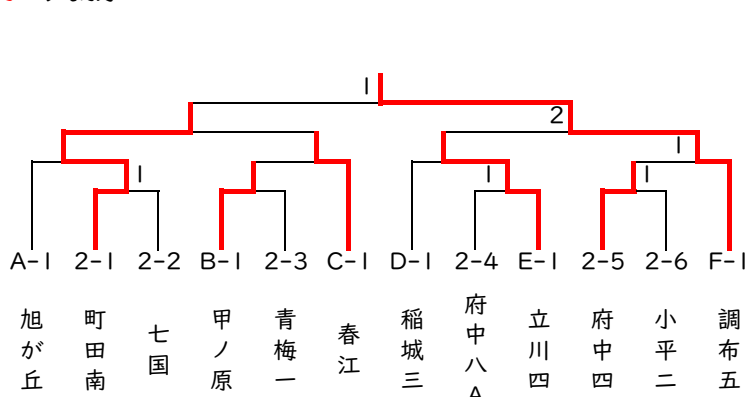 1
2
1
1
1
1
A-1 2-1 2-2 B-1 2-3 C-1 D-1 2-4 E-1 2-5 2-6 F-1
旭が丘
町田南
七国
甲ノ原
青梅一
春江
稲城三
府中八A
立川四
府中四
小平二
調布五